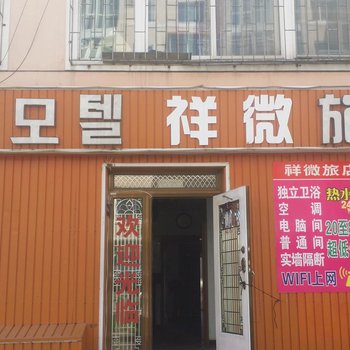 모텔 祥微旅
欢迎光临
祥微旅店
独立卫浴 热水
空调 24
电脑间 20至
普通间 超低
实墙隔断
WIFI上网